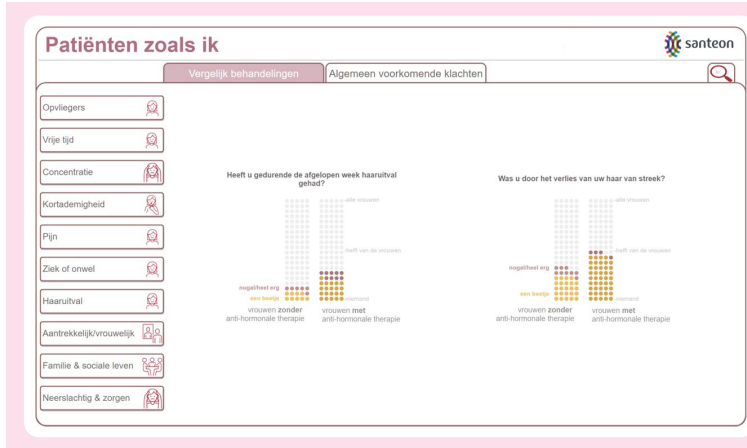 Patiënten zoals ik
santeon
Vergelijk behandelingen
Algemeen voorkomende klachten
Opvliegers
Vrije tijd
Concentratie
Kortademigheid
Pijn
Ziek of onwel
Haaruitval
Aantrekkelijk/vrouwelijk
Familie & sociale leven
Neerslachtig & zorgen
Heeft u gedurende de afgelopen week haaruitval
gehad?
alle vrouwen
helft van de vrouwen
nogal/heel erg
een beetje
niemand
vrouwen zonder
anti-hormonale therapie
vrouwen met
anti-hormonale therapie
Was u door het verlies van uw haar van streek?
alle vrouwen
helft van de vrouwen
nogal/heel erg
een beetje
niemand
vrouwen zonder
anti-hormonale therapie
vrouwen met
anti-hormonale therapie